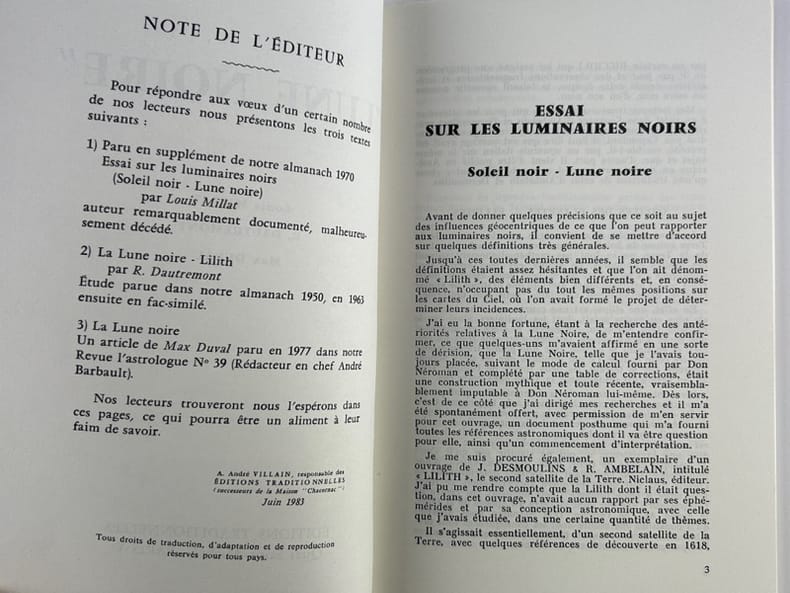 NOTE DE L'ÉDITEUR
Pour répondre aux vœux d'un certain nombre
de nos lecteurs nous présentons les trois textes
suivants :
1) Paru en supplément de notre almanach 1970
Essai sur les luminaires noirs
(Soleil noir - Lune noire)
par Louis Millat
auteur remarquablement documenté, malheureu-
sement décédé.
2) La Lune noire - Lilith
par R. Dautremont
Étude parue dans notre almanach 1950, en 1963
ensuite en fac-similé.
3) La Lune noire
Un article de Max Duval paru en 1977 dans notre
Revue l'astrologue N° 39 (Rédacteur en chef André
Barbault).
Nos lecteurs trouveront nous l'espérons dans
ces pages, ce qui pourra être un aliment à leur
faim de savoir.
A. André VILLAIN, responsable des
ÉDITIONS TRADITIONNELLES
(successeurs de la Maison "Chacornac")
Juin 1983
Tous droits de traduction, d'adaptation et de reproduction
réservés pour tous pays.
ESSAI
SUR LES LUMINAIRES NOIRS
Soleil noir - Lune noire
Avant de donner quelques précisions que ce soit au sujet
des influences géocentriques de ce que l'on peut rapporter
aux luminaires noirs, il convient de se mettre d'accord
sur quelques définitions très générales.
Jusqu'à ces toutes dernières années, il semble que les
définitions étaient assez hésitantes et que l'on ait dénom-
mé « Lilith », des éléments bien différents et, en consé-
quence, n'occupant pas du tout les mêmes positions sur
les cartes du Ciel, où l'on avait formé le projet de déter-
miner leurs incidences.
J'ai eu la bonne fortune, étant à la recherche des anté-
riorités relatives à la Lune Noire, de m'entendre confir-
mer, ce que quelques-uns m'avaient affirmé en une sorte
de dérision, que la Lune Noire, telle que je l'avais tou-
jours placée, suivant le mode de calcul fourni par Don
Néroman et complété par une table de corrections, était
une construction mythique et toute récente, vraisembla-
blement imputable à Don Néroman lui-même. Dès lors,
c'est de ce côté que j'ai dirigé mes recherches et il m'a
été spontanément offert, avec permission de m'en servir
pour cet ouvrage, un document posthume qui m'a fourni
toutes les références astronomiques dont il va être question
pour elle, ainsi qu'un commencement d'interprétation.
Je me suis procuré également, un exemplaire d'un
ouvrage de J. DESMOULINS & R. AMBELAIN, intitulé
« LILITH », le second satellite de la Terre. Niclaus, éditeur.
J'ai pu me rendre compte que la Lilith dont il était ques-
tion, dans cet ouvrage, n'avait aucun rapport par ses éphé-
mérides et par sa conception astronomique, avec celle
que j'avais étudiée, dans une certaine quantité de thèmes.
Il s'agissait essentiellement, d'un second satellite de la
Terre, avec quelques références de découverte en 1618,
3